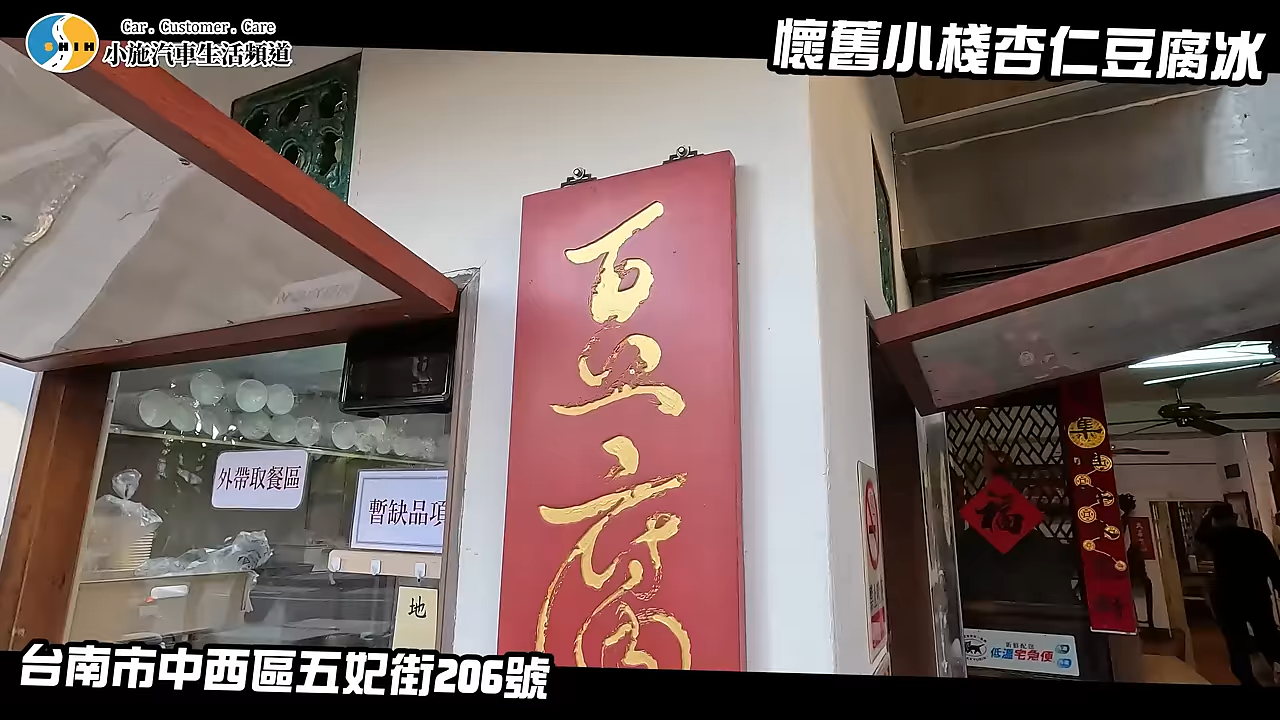 Car. Customer. Care
SHIH
小施汽車生活頻道
懷舊小棧杏仁豆腐冰
豆腐
外帶取餐區
暫缺品項
地
集
福
低溫宅急便
台南市中西區五妃街206號